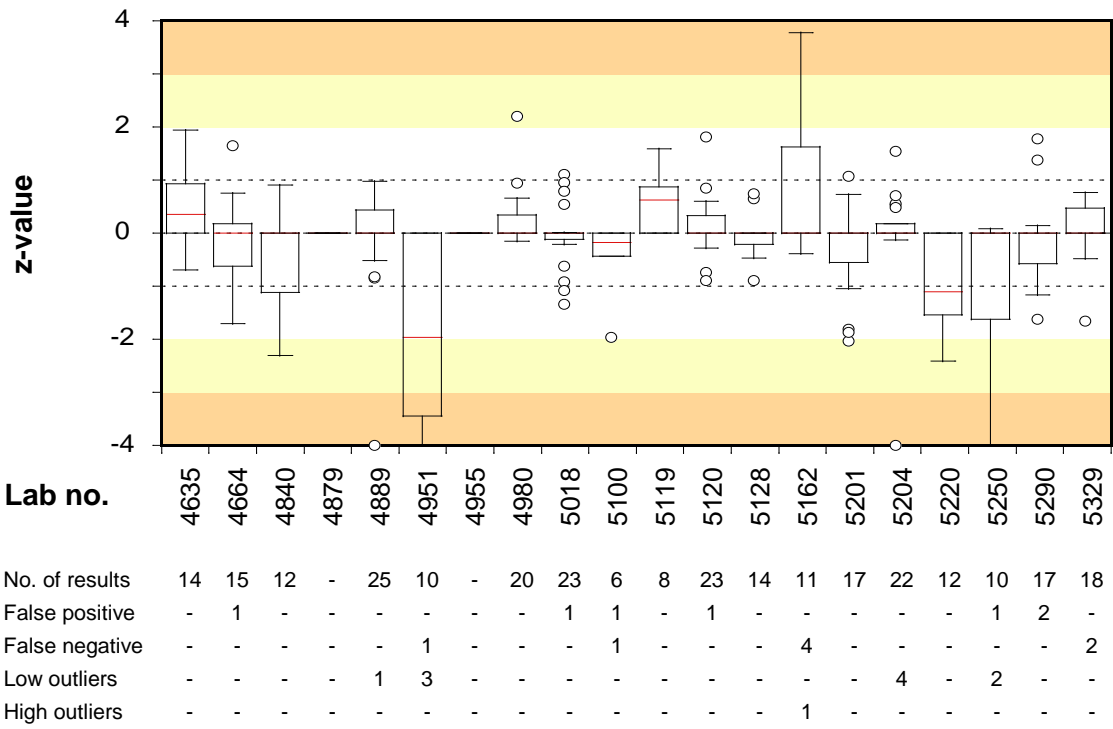 4
2
0
-2
-4
z-value
Lab no. 4635 4664 4840 4879 4889 4951 4955 4980 5018 5100 5119 5120 5128 5162 5201 5204 5220 5250 5290 5329
No. of results 14 15 12 - 25 10 - 20 23 6 8 23 14 11 17 22 12 10 17 18
False positive - 1 - - - - - - 1 1 - 1 - - - - - 1 2 -
False negative - - - - - 1 - - - 1 - - - 4 - - - - - 2
Low outliers - - - - 1 3 - - - - - - - - - 4 - 2 - -
High outliers - - - - - - - - - - - - - 1 - - - - - -